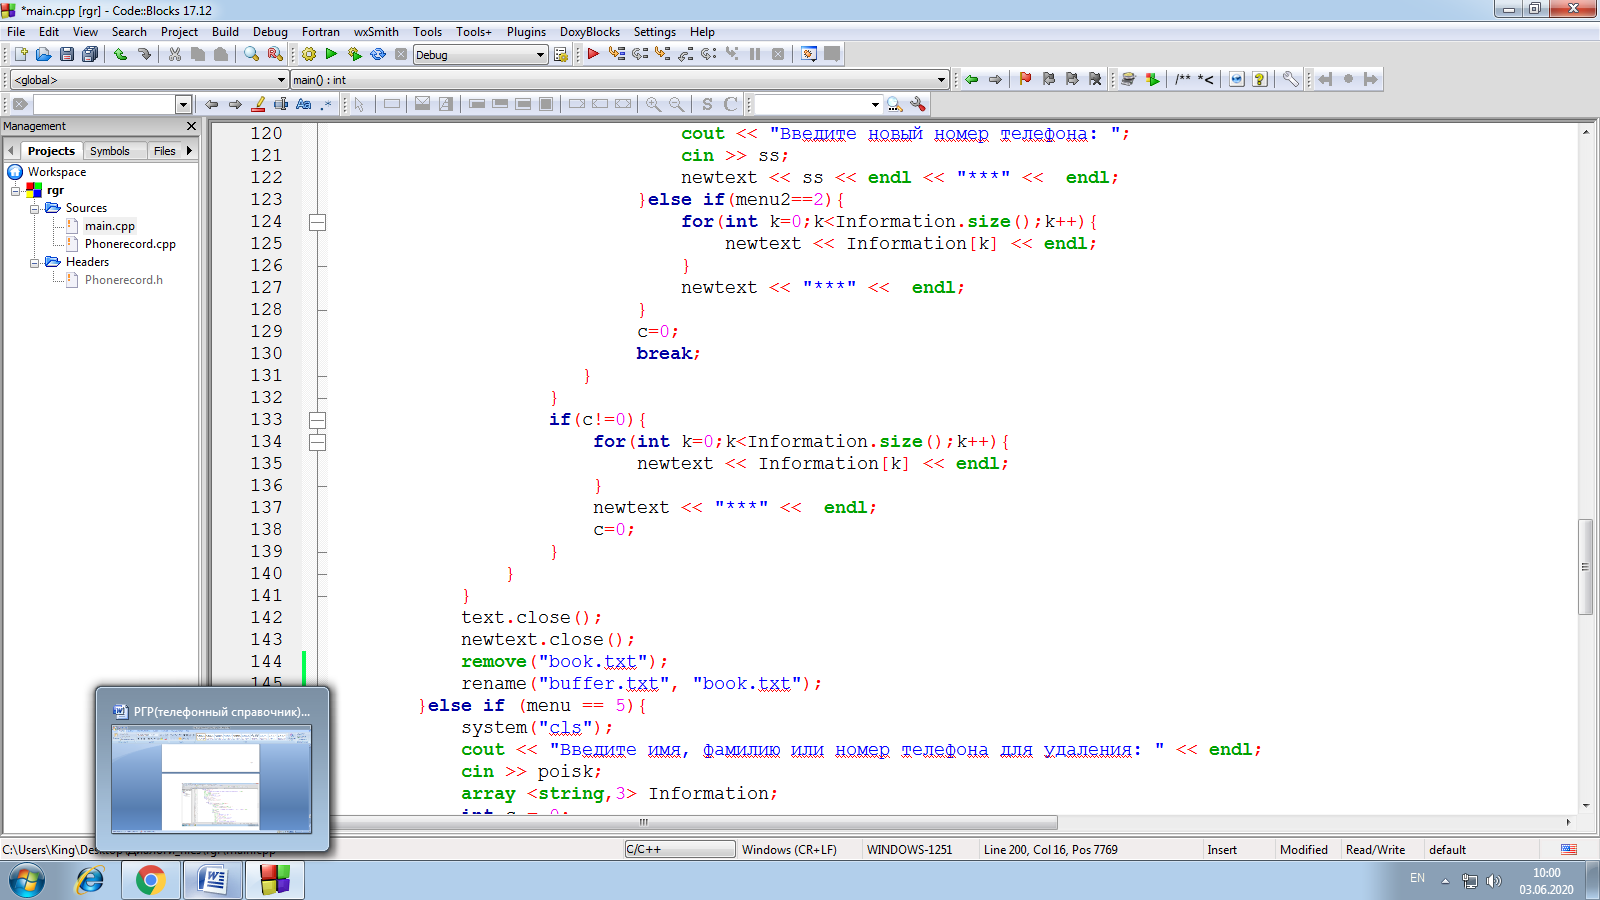 *main.cpp [rgr] - Code::Blocks 17.12
File Edit View Search Project Build Debug Fortran wxSmith Tools Tools+ Plugins DoxyBlocks Settings Help
Debug
<global> main() : int
/** *<
Aa .*
S C
Management
Projects Symbols Files
Workspace
rgr
Sources
main.cpp
Phonerecord.cpp
Headers
Phonerecord.h
120 cout << "Введите новый номер телефона: ";
121 cin >> ss;
122 newtext << ss << endl << "***" <<  endl;
123 }else if(menu2==2){
124 for(int k=0;k<Information.size();k++){
125 newtext << Information[k] << endl;
126 }
127 newtext << "***" <<  endl;
128 }
129 c=0;
130 break;
131 }
132 }
133 if(c!=0){
134 for(int k=0;k<Information.size();k++){
135 newtext << Information[k] << endl;
136 }
137 newtext << "***" <<  endl;
138 c=0;
139 }
140 }
141 }
142 text.close();
143 newtext.close();
144 remove("book.txt");
145 rename("buffer.txt", "book.txt");
}else if (menu == 5){
system("cls");
cout << "Введите имя, фамилию или номер телефона для удаления: " << endl;
cin >> poisk;
array <string,3> Information;
int c = 0;
РГР(телефонный справочник)...
C:\Users\King\Desktop C/C++ Windows (CR+LF) WINDOWS-1251 Line 200, Col 16, Pos 7769 Insert Modified Read/Write default
EN 10:00
03.06.2020